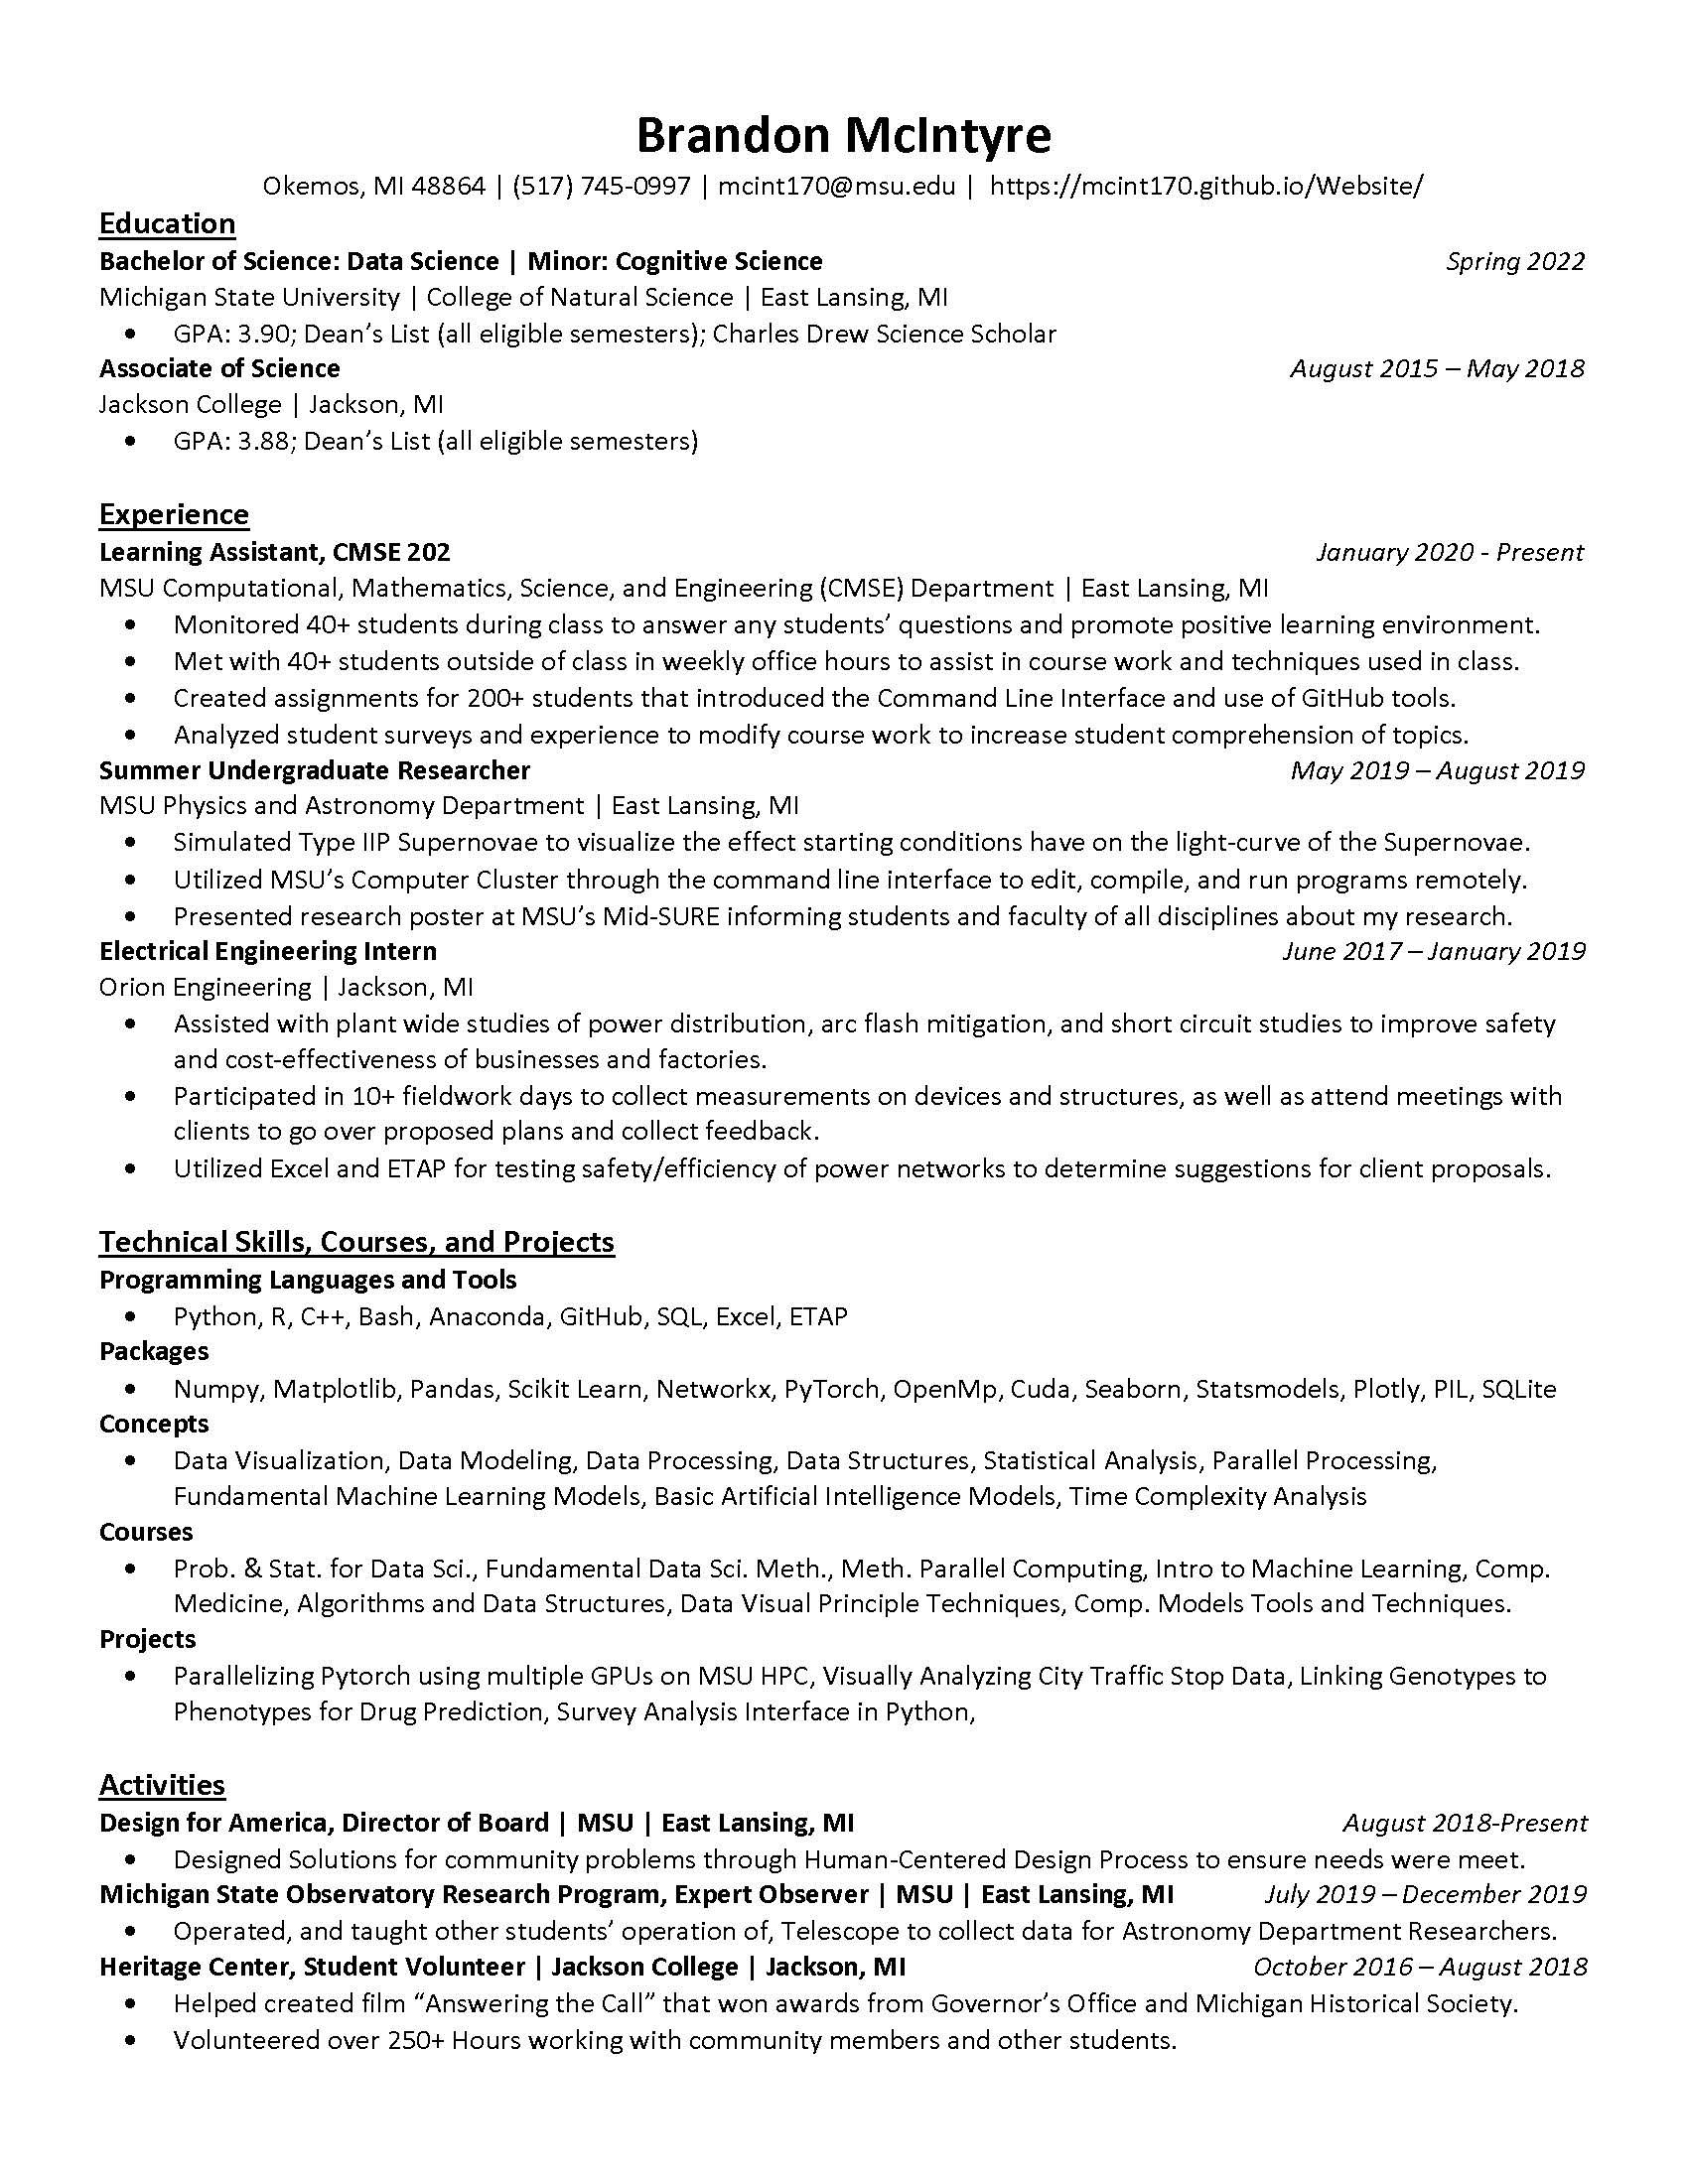 Brandon McIntyre
Okemos, MI 48864 | (517) 745-0997 | mcint170@msu.edu | https://mcint170.github.io/Website/
Education
Bachelor of Science: Data Science | Minor: Cognitive Science Spring 2022
Michigan State University | College of Natural Science | East Lansing, MI
• GPA: 3.90; Dean’s List (all eligible semesters); Charles Drew Science Scholar
Associate of Science August 2015 – May 2018
Jackson College | Jackson, MI
• GPA: 3.88; Dean’s List (all eligible semesters)
Experience
Learning Assistant, CMSE 202 January 2020 - Present
MSU Computational, Mathematics, Science, and Engineering (CMSE) Department | East Lansing, MI
• Monitored 40+ students during class to answer any students’ questions and promote positive learning environment.
• Met with 40+ students outside of class in weekly office hours to assist in course work and techniques used in class.
• Created assignments for 200+ students that introduced the Command Line Interface and use of GitHub tools.
• Analyzed student surveys and experience to modify course work to increase student comprehension of topics.
Summer Undergraduate Researcher May 2019 – August 2019
MSU Physics and Astronomy Department | East Lansing, MI
• Simulated Type IIP Supernovae to visualize the effect starting conditions have on the light-curve of the Supernovae.
• Utilized MSU’s Computer Cluster through the command line interface to edit, compile, and run programs remotely.
• Presented research poster at MSU’s Mid-SURE informing students and faculty of all disciplines about my research.
Electrical Engineering Intern June 2017 – January 2019
Orion Engineering | Jackson, MI
• Assisted with plant wide studies of power distribution, arc flash mitigation, and short circuit studies to improve safety
and cost-effectiveness of businesses and factories.
• Participated in 10+ fieldwork days to collect measurements on devices and structures, as well as attend meetings with
clients to go over proposed plans and collect feedback.
• Utilized Excel and ETAP for testing safety/efficiency of power networks to determine suggestions for client proposals.
Technical Skills, Courses, and Projects
Programming Languages and Tools
• Python, R, C++, Bash, Anaconda, GitHub, SQL, Excel, ETAP
Packages
• Numpy, Matplotlib, Pandas, Scikit Learn, Networkx, PyTorch, OpenMp, Cuda, Seaborn, Statsmodels, Plotly, PIL, SQLite
Concepts
• Data Visualization, Data Modeling, Data Processing, Data Structures, Statistical Analysis, Parallel Processing,
Fundamental Machine Learning Models, Basic Artificial Intelligence Models, Time Complexity Analysis
Courses
• Prob. & Stat. for Data Sci., Fundamental Data Sci. Meth., Meth. Parallel Computing, Intro to Machine Learning, Comp.
Medicine, Algorithms and Data Structures, Data Visual Principle Techniques, Comp. Models Tools and Techniques.
Projects
• Parallelizing Pytorch using multiple GPUs on MSU HPC, Visually Analyzing City Traffic Stop Data, Linking Genotypes to
Phenotypes for Drug Prediction, Survey Analysis Interface in Python,
Activities
Design for America, Director of Board | MSU | East Lansing, MI August 2018-Present
• Designed Solutions for community problems through Human-Centered Design Process to ensure needs were meet.
Michigan State Observatory Research Program, Expert Observer | MSU | East Lansing, MI July 2019 – December 2019
• Operated, and taught other students’ operation of, Telescope to collect data for Astronomy Department Researchers.
Heritage Center, Student Volunteer | Jackson College | Jackson, MI October 2016 – August 2018
• Helped created film “Answering the Call” that won awards from Governor’s Office and Michigan Historical Society.
• Volunteered over 250+ Hours working with community members and other students.